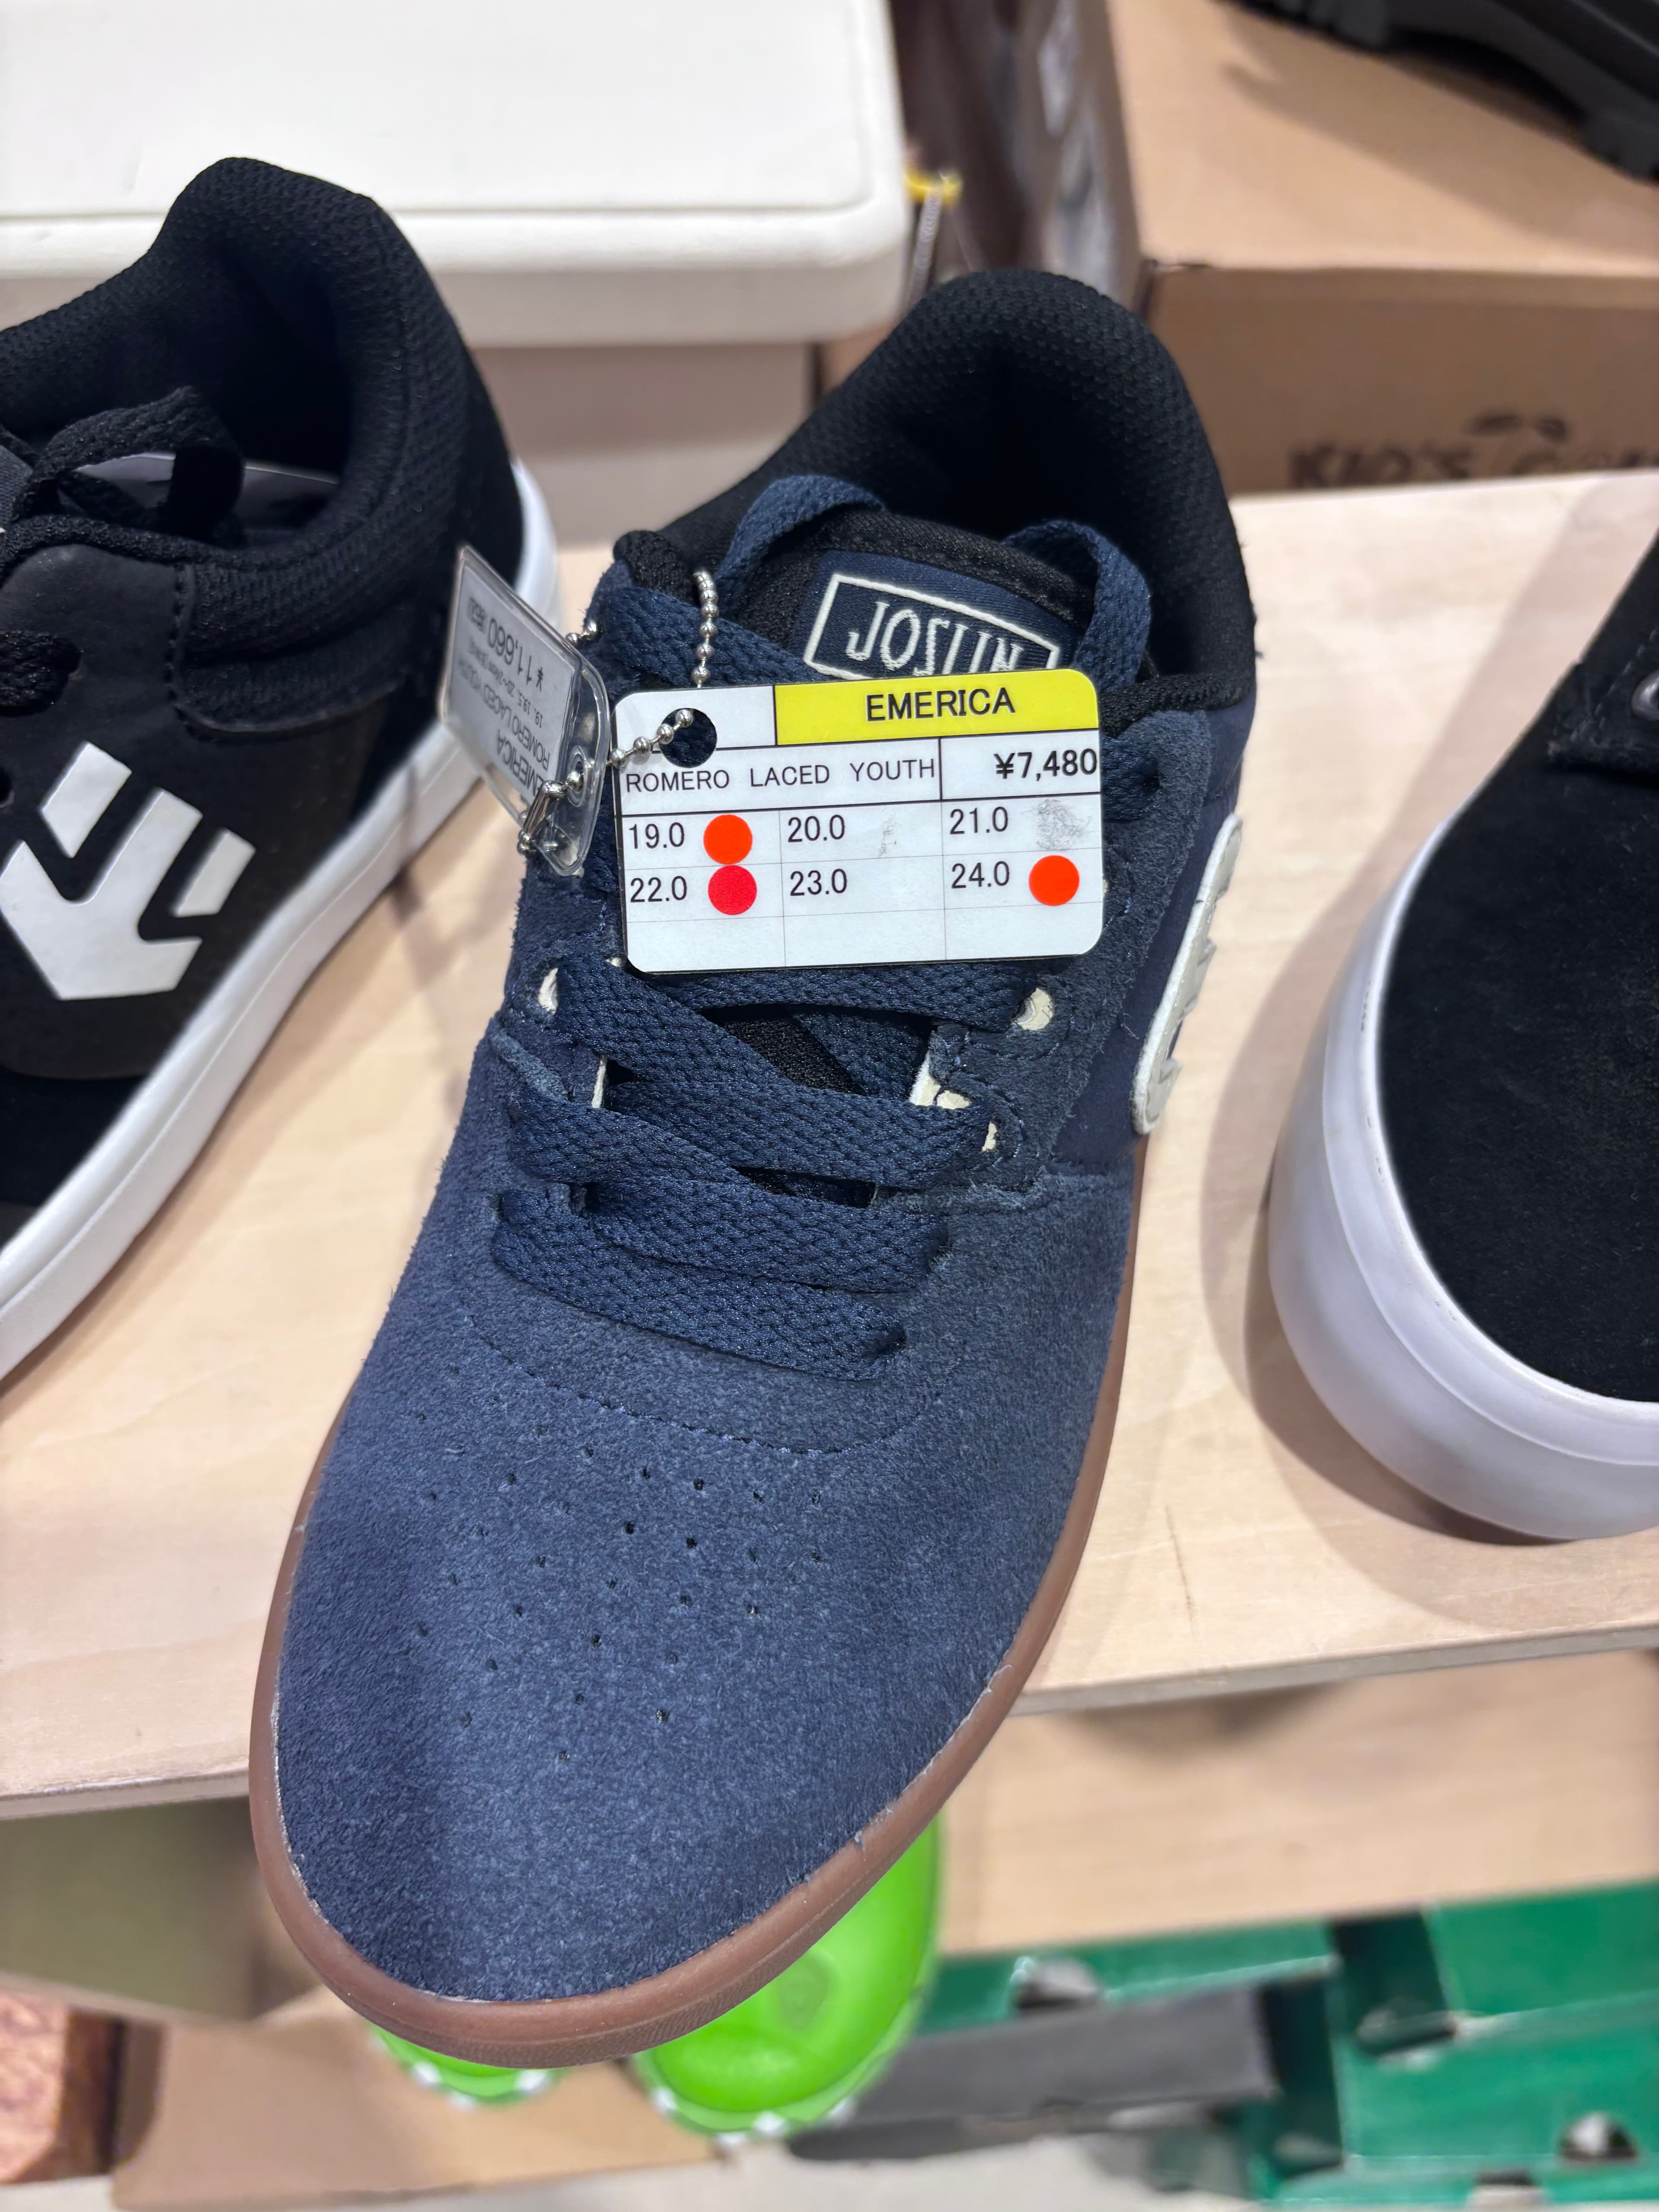 JOSLIN
EMERICA
ROMERO LACED YOUTH ¥7,480
19.0 20.0 21.0
22.0 23.0 24.0
EMERICA
ROMERO LACED YOUTH
¥11,660
KID'S